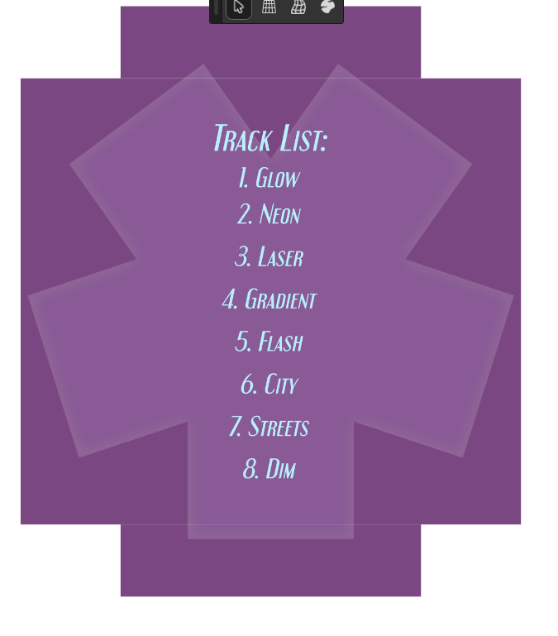 Track List:
1. Glow
2. Neon
3. Laser
4. Gradient
5. Flash
6. City
7. Streets
8. Dim